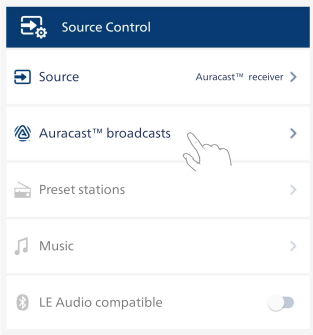 Source Control
Source Auracast™ receiver
Auracast™ broadcasts
Preset stations
Music
LE Audio compatible